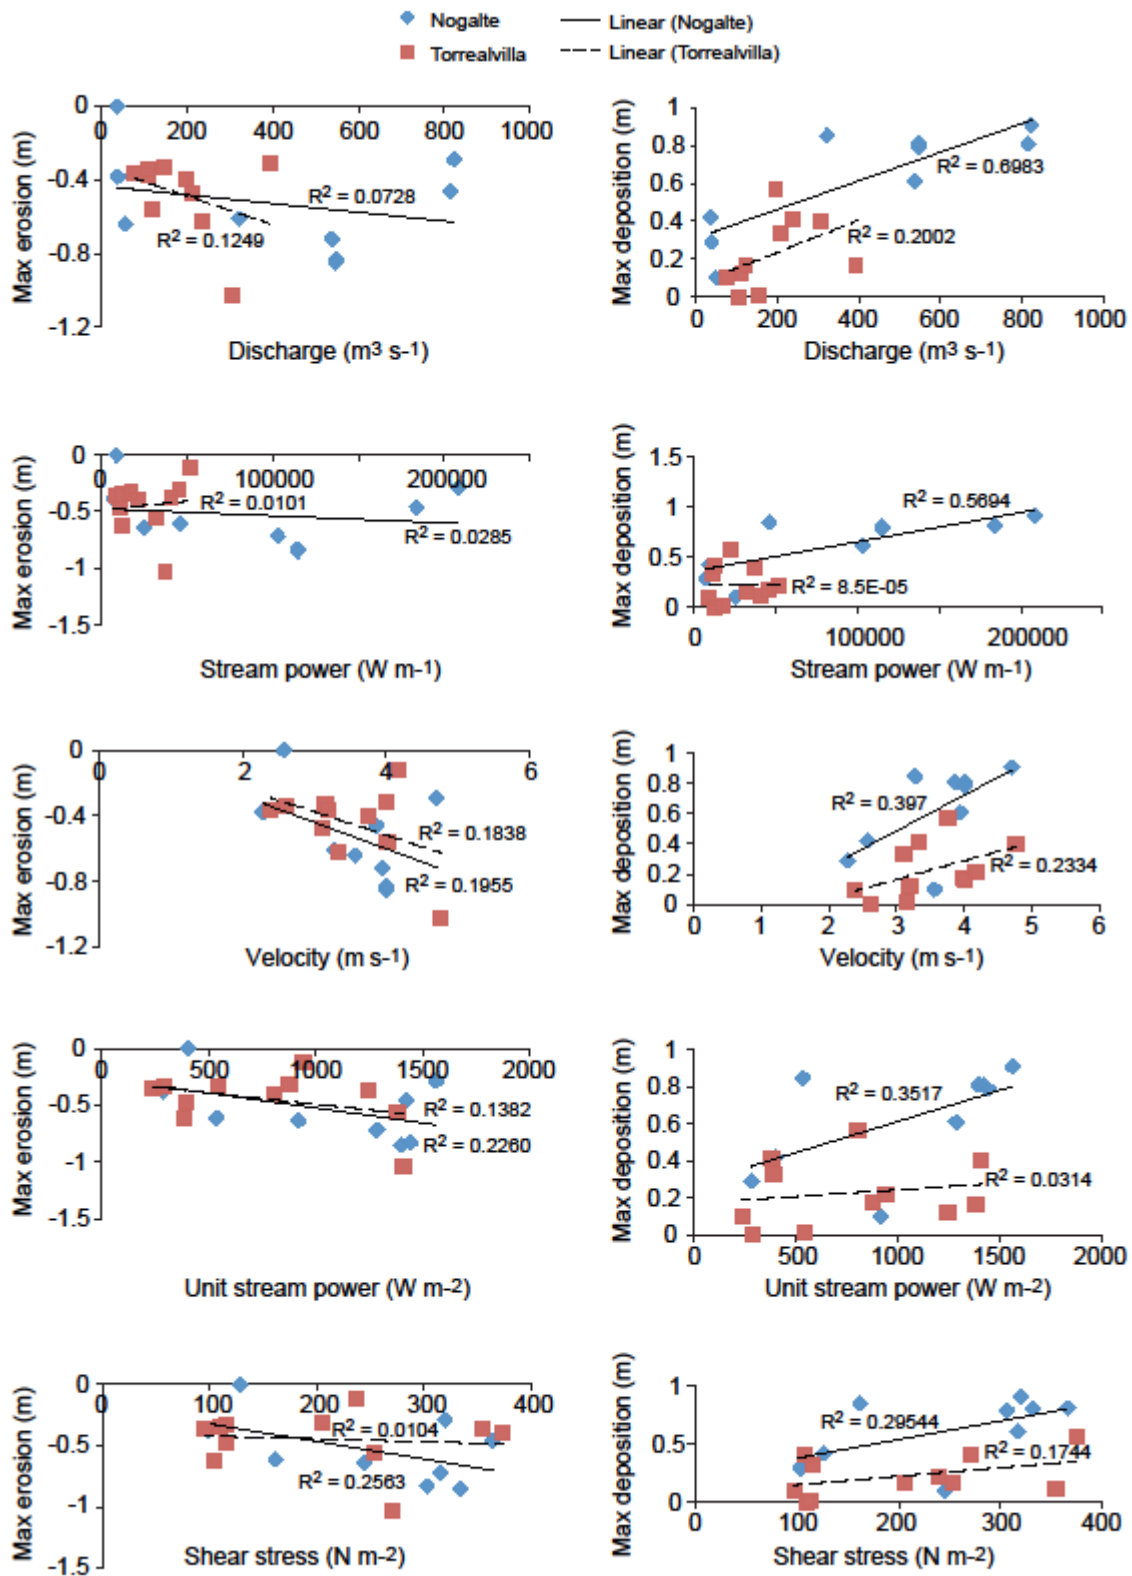 Nogalte
Linear (Nogalte)
Torrealvilla
Linear (Torrealvilla)
Max erosion (m)
0
-0.4
-0.8
-1.2
0 200 400 600 800 1000
R2 = 0.0728
R2 = 0.1249
Discharge (m3 s-1)
Max deposition (m)
1
0.8
0.6
0.4
0.2
0
0 200 400 600 800 1000
R2 = 0.6983
R2 = 0.2002
Discharge (m3 s-1)
Max erosion (m)
0
-0.5
-1
-1.5
0 100000 200000
R2 = 0.0101
R2 = 0.0285
Stream power (W m-1)
Max deposition (m)
1.5
1
0.5
0
0 100000 200000
R2 = 0.5694
R2 = 8.5E-05
Stream power (W m-1)
Max erosion (m)
0
-0.4
-0.8
-1.2
0 2 4 6
R2 = 0.1838
R2 = 0.1955
Velocity (m s-1)
Max deposition (m)
1
0.8
0.6
0.4
0.2
0
0 1 2 3 4 5 6
R2 = 0.397
R2 = 0.2334
Velocity (m s-1)
Max erosion (m)
0
-0.5
-1
-1.5
0 500 1000 1500 2000
R2 = 0.1382
R2 = 0.2260
Unit stream power (W m-2)
Max deposition (m)
1
0.8
0.6
0.4
0.2
0
0 500 1000 1500 2000
R2 = 0.3517
R2 = 0.0314
Unit stream power (W m-2)
Max erosion (m)
0
-0.5
-1
-1.5
0 100 200 300 400
R2 = 0.0104
R2 = 0.2563
Shear stress (N m-2)
Max deposition (m)
1
0.5
0
0 100 200 300 400
R2 = 0.29544
R2 = 0.1744
Shear stress (N m-2)